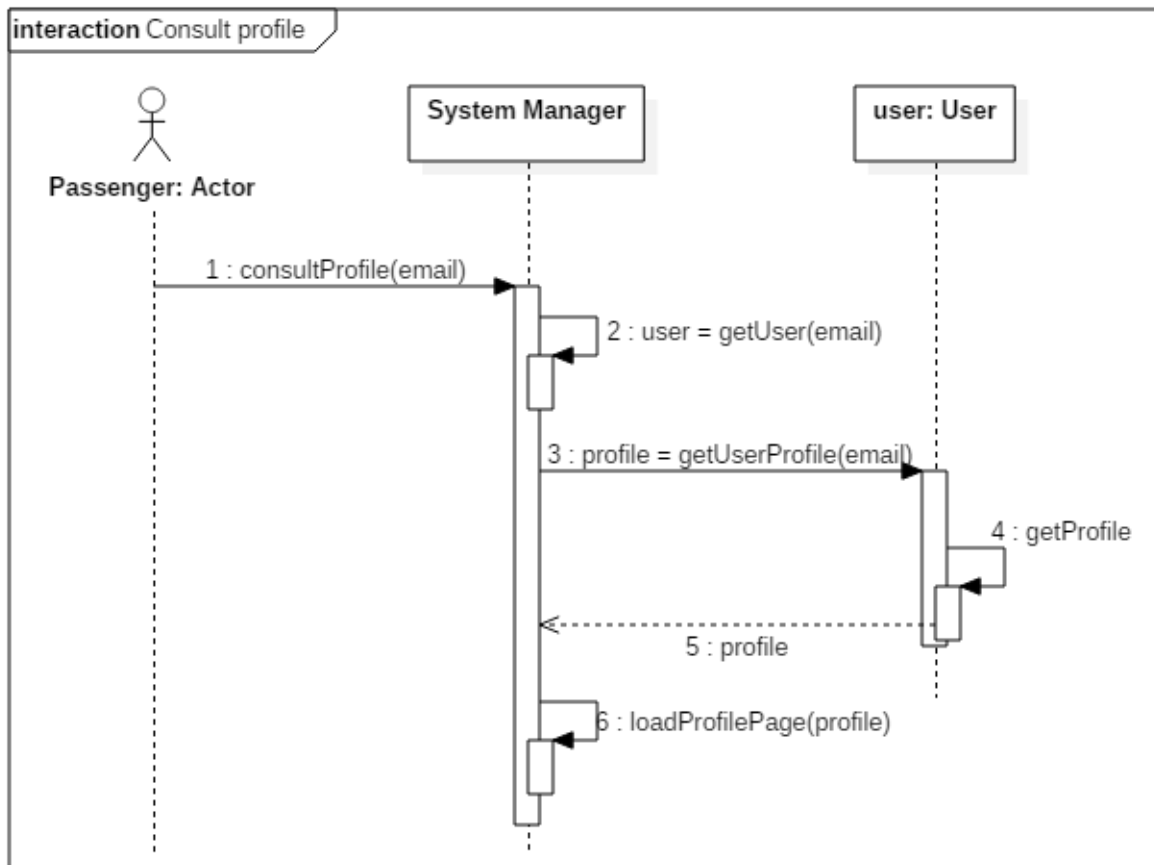 interaction Consult profile
System Manager
user: User
Passenger: Actor
1 : consultProfile(email)
2 : user = getUser(email)
3 : profile = getUserProfile(email)
4 : getProfile
5 : profile
6 : loadProfilePage(profile)